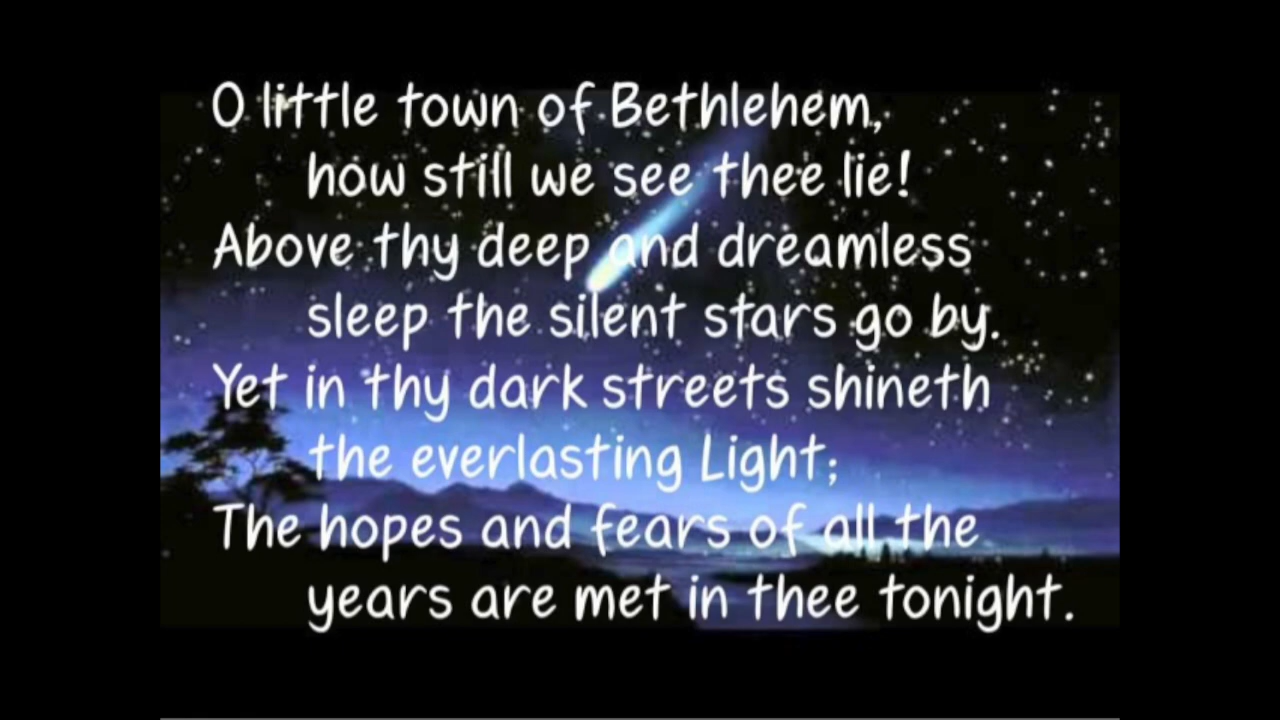 O little town of Bethlehem,
how still we see thee lie!
Above thy deep and dreamless
sleep the silent stars go by.
Yet in thy dark streets shineth
the everlasting Light;
The hopes and fears of all the
years are met in thee tonight.